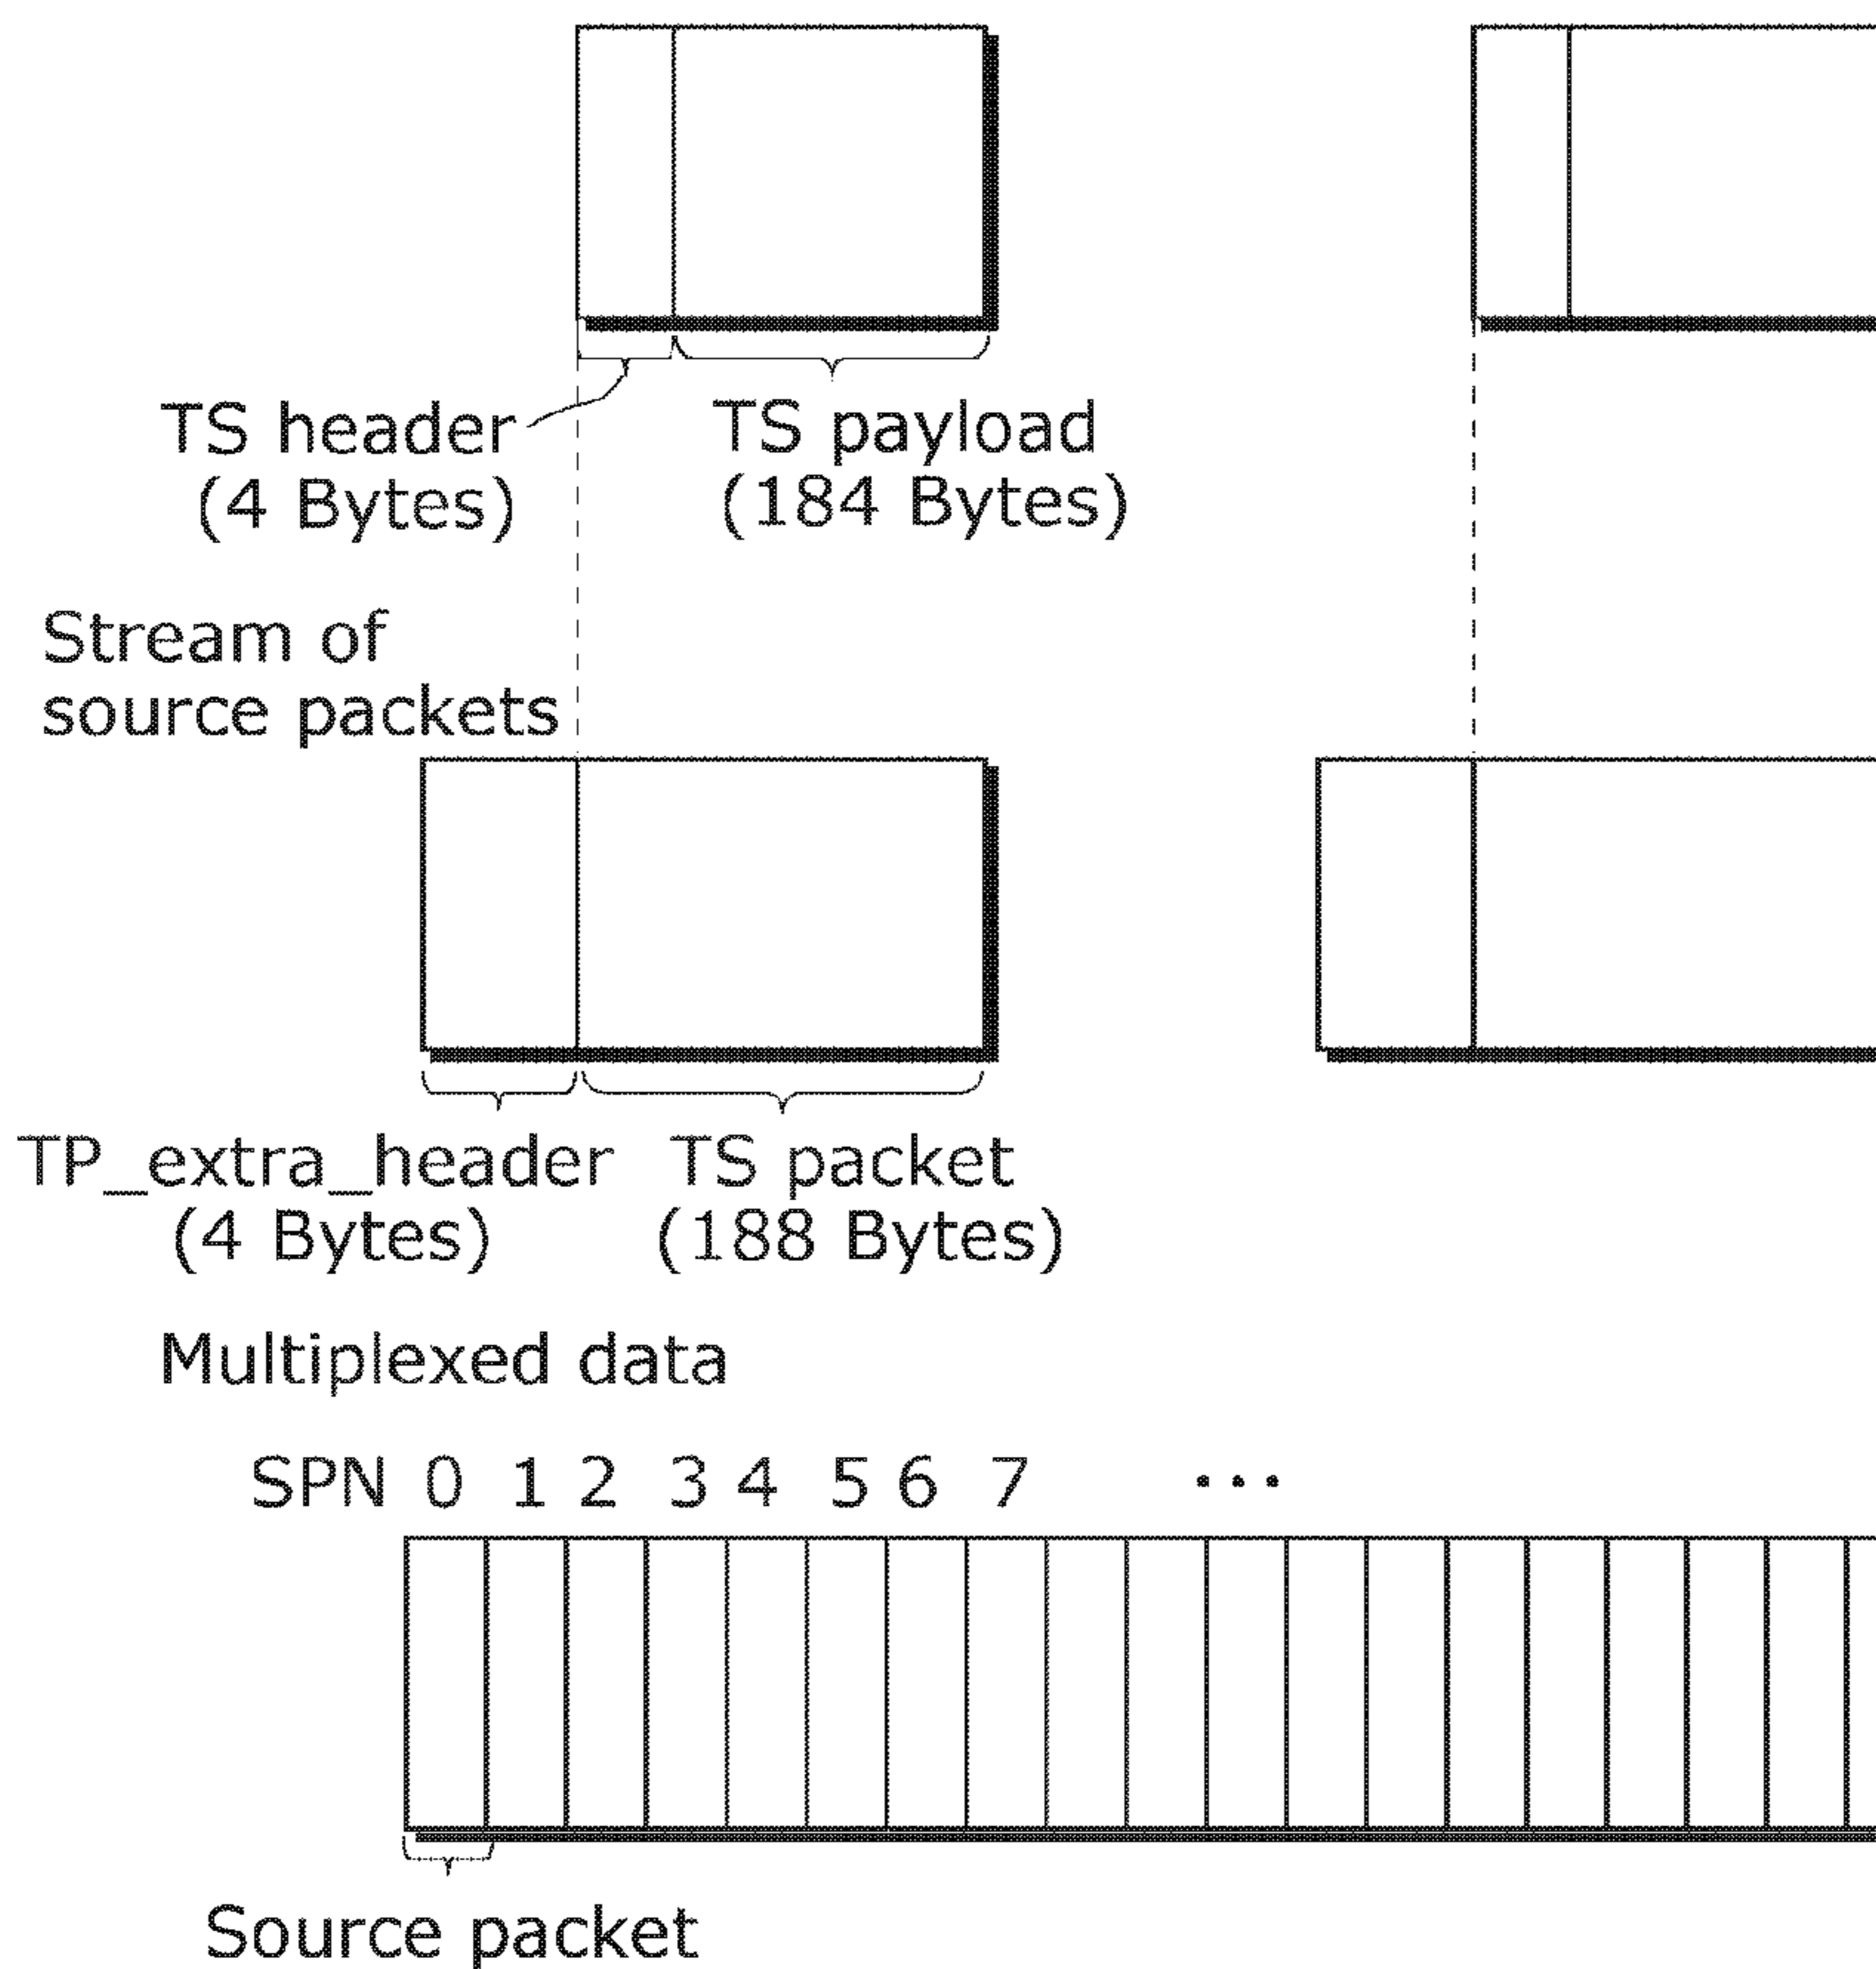 TS header TS payload
(4 Bytes) (184 Bytes)
Stream of
source packets
TP_extra_header TS packet
(4 Bytes) (188 Bytes)
Multiplexed data
SPN 0 1 2 3 4 5 6 7 ...
Source packet